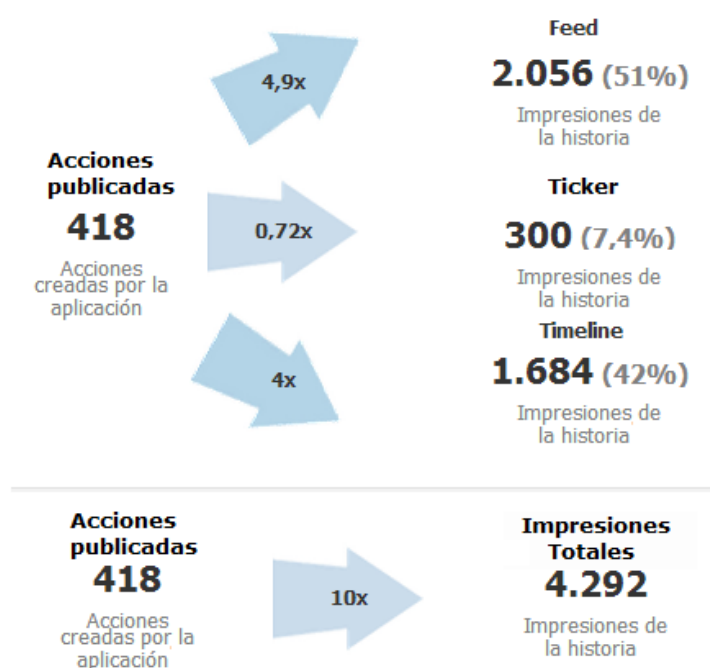 Feed
4,9x
2.056 (51%)
Impresiones de
la historia
Acciones
publicadas
418
Acciones
creadas por la
aplicación
0,72x
Ticker
300 (7,4%)
Impresiones de
la historia
4x
Timeline
1.684 (42%)
Impresiones de
la historia
Acciones
publicadas
418
Acciones
creadas por la
aplicación
10x
Impresiones
Totales
4.292
Impresiones de
la historia